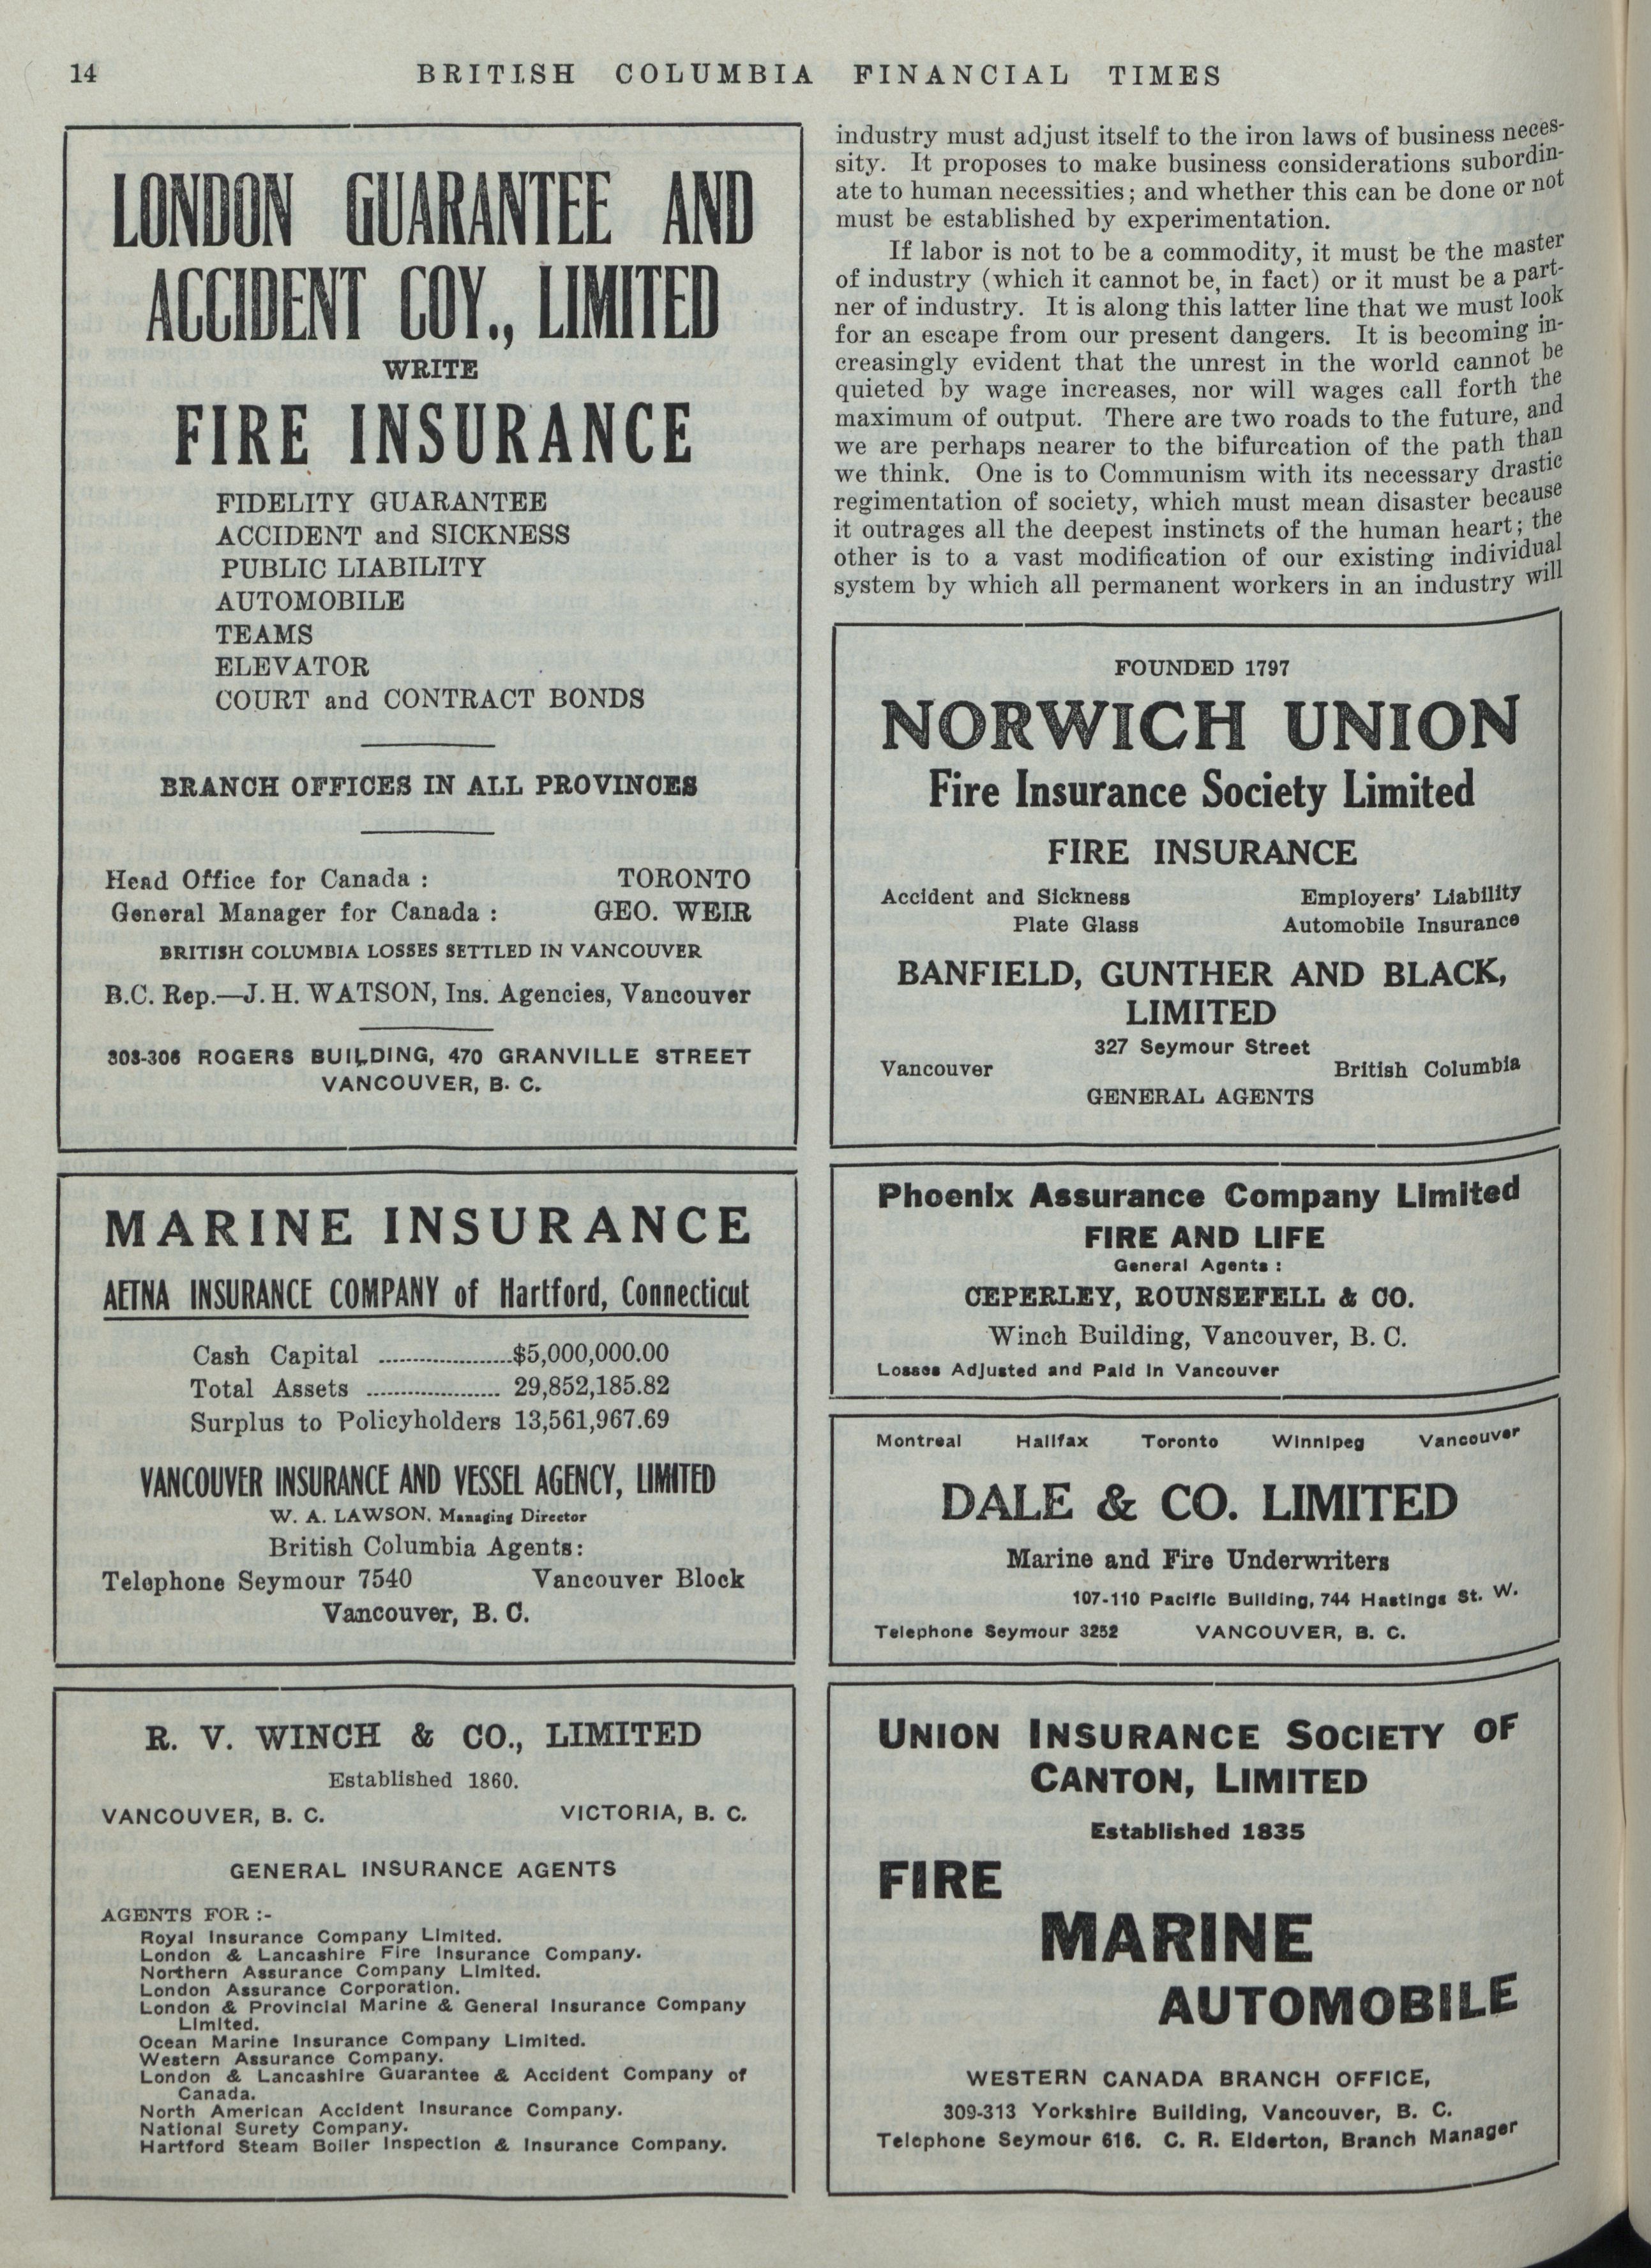 14
BRITISH COLUMBIA FINANCIAL TIMES
LONDON GUARANTEE AND
ACCIDENT COY., LIMITED
WRITE
FIRE INSURANCE
FIDELITY GUARANTEE
ACCIDENT and SICKNESS
PUBLIC LIABILITY
AUTOMOBILE
TEAMS
ELEVATOR
COURT and CONTRACT BONDS
BRANCH OFFICES IN ALL PROVINCES
Head Office for Canada : TORONTO
General Manager for Canada : GEO. WEIR
BRITISH COLUMBIA LOSSES SETTLED IN VANCOUVER
B.C. Rep.—J. H. WATSON, Ins. Agencies, Vancouver
303-306 ROGERS BUILDING, 470 GRANVILLE STREET
VANCOUVER, B. C.
MARINE INSURANCE
AETNA INSURANCE COMPANY of Hartford, Connecticut
Cash Capital ....................$5,000,000.00
Total Assets .................... 29,852,185.82
Surplus to Policyholders 13,561,967.69
VANCOUVER INSURANCE AND VESSEL AGENCY, LIMITED
W. A. LAWSON, Managing Director
British Columbia Agents:
Telephone Seymour 7540 Vancouver Block
Vancouver, B. C.
R. V. WINCH & CO., LIMITED
Established 1860.
VANCOUVER, B. C. VICTORIA, B. C.
GENERAL INSURANCE AGENTS
AGENTS FOR :-
Royal Insurance Company Limited.
London & Lancashire Fire Insurance Company.
Northern Assurance Company Limited.
London Assurance Corporation.
London & Provincial Marine & General Insurance Company
Limited.
Ocean Marine Insurance Company Limited.
Western Assurance Company.
London & Lancashire Guarantee & Accident Company of
Canada.
North American Accident Insurance Company.
National Surety Company.
Hartford Steam Boiler Inspection & Insurance Company.
industry must adjust itself to the iron laws of business neces-
sity. It proposes to make business considerations subordin-
ate to human necessities; and whether this can be done or not
must be established by experimentation.
If labor is not to be a commodity, it must be the master
of industry (which it cannot be, in fact) or it must be a part-
ner of industry. It is along this latter line that we must look
for an escape from our present dangers. It is becoming in-
creasingly evident that the unrest in the world cannot be
quieted by wage increases, nor will wages call forth the
maximum of output. There are two roads to the future, and
we are perhaps nearer to the bifurcation of the path than
we think. One is to Communism with its necessary drastic
regimentation of society, which must mean disaster because
it outrages all the deepest instincts of the human heart; the
other is to a vast modification of our existing individual
system by which all permanent workers in an industry will
FOUNDED 1797
NORWICH UNION
Fire Insurance Society Limited
FIRE INSURANCE
Accident and Sickness Employers' Liability
Plate Glass Automobile Insurance
BANFIELD, GUNTHER AND BLACK,
LIMITED
327 Seymour Street
Vancouver British Columbia
GENERAL AGENTS
Phoenix Assurance Company Limited
FIRE AND LIFE
General Agents :
CEPERLEY, ROUNSEFELL & CO.
Winch Building, Vancouver, B. C.
Losses Adjusted and Paid in Vancouver
Montreal Halifax Toronto Winnipeg Vancouver
DALE & CO. LIMITED
Marine and Fire Underwriters
107-110 Pacific Building, 744 Hastings St. W.
Telephone Seymour 3252 VANCOUVER, B. C.
UNION INSURANCE SOCIETY OF
CANTON, LIMITED
Established 1835
FIRE
MARINE
AUTOMOBILE
WESTERN CANADA BRANCH OFFICE,
309-313 Yorkshire Building, Vancouver, B. C.
Telephone Seymour 616. C. R. Elderton, Branch Manager